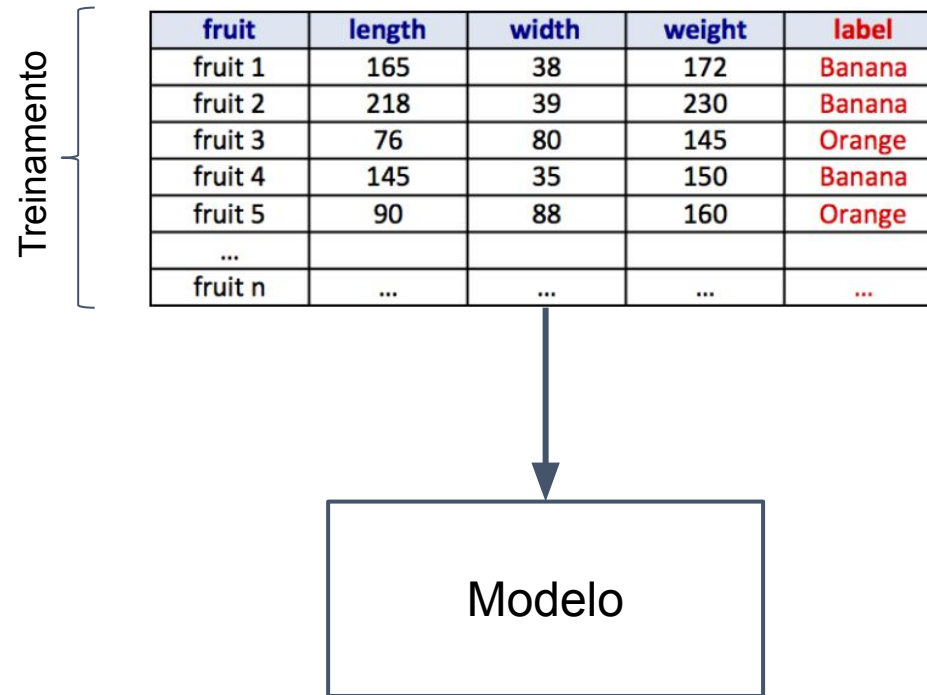 Treinamento
fruit length width weight label
fruit 1 165 38 172 Banana
fruit 2 218 39 230 Banana
fruit 3 76 80 145 Orange
fruit 4 145 35 150 Banana
fruit 5 90 88 160 Orange
...
fruit n ... ... ... ...
Modelo